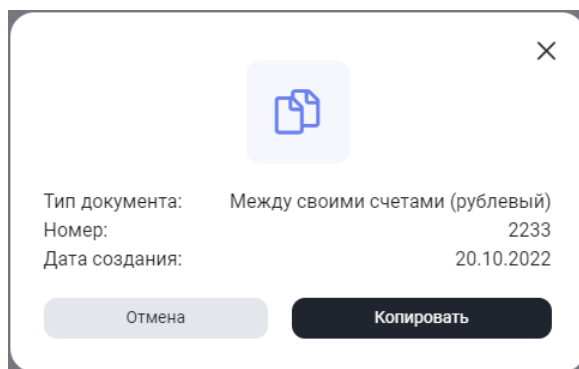 Тип документа: Между своими счетами (рублевый)
Номер: 2233
Дата создания: 20.10.2022
Отмена Копировать